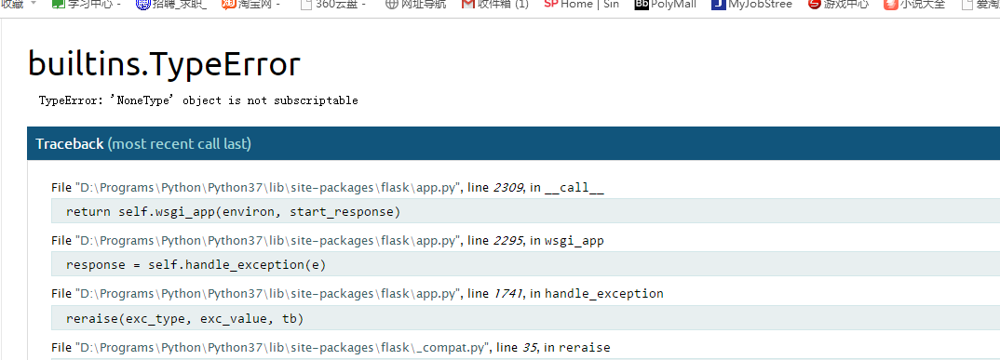 收藏 学习中心 - 招聘_求职_ 淘宝网 - 360云盘 - 网址导航 收件箱 (1) SP Home | Sin Bb PolyMall J MyJobStree 游戏中心 小说大全 爱淘
builtins.TypeError
TypeError: 'NoneType' object is not subscriptable
Traceback (most recent call last)
File "D:\Programs\Python\Python37\lib\site-packages\flask\app.py", line 2309, in __call__
return self.wsgi_app(environ, start_response)
File "D:\Programs\Python\Python37\lib\site-packages\flask\app.py", line 2295, in wsgi_app
response = self.handle_exception(e)
File "D:\Programs\Python\Python37\lib\site-packages\flask\app.py", line 1741, in handle_exception
reraise(exc_type, exc_value, tb)
File "D:\Programs\Python\Python37\lib\site-packages\flask\_compat.py", line 35, in reraise